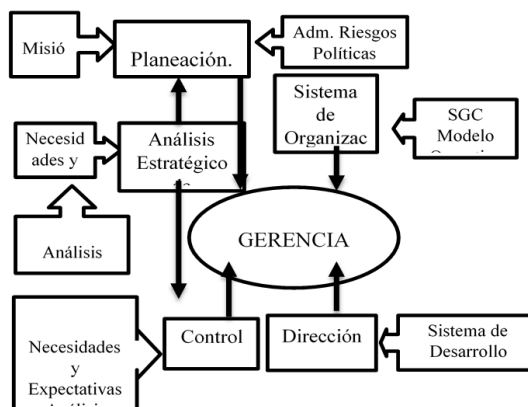 Misió
Planeación.
Adm. Riesgos
Políticas
Sistema
de
Organizac
SGC
Modelo
Necesid
ades y
Análisis
Estratégico
Análisis
GERENCIA
Necesidades
y
Expectativas
Análisis
Control
Dirección
Sistema de
Desarrollo